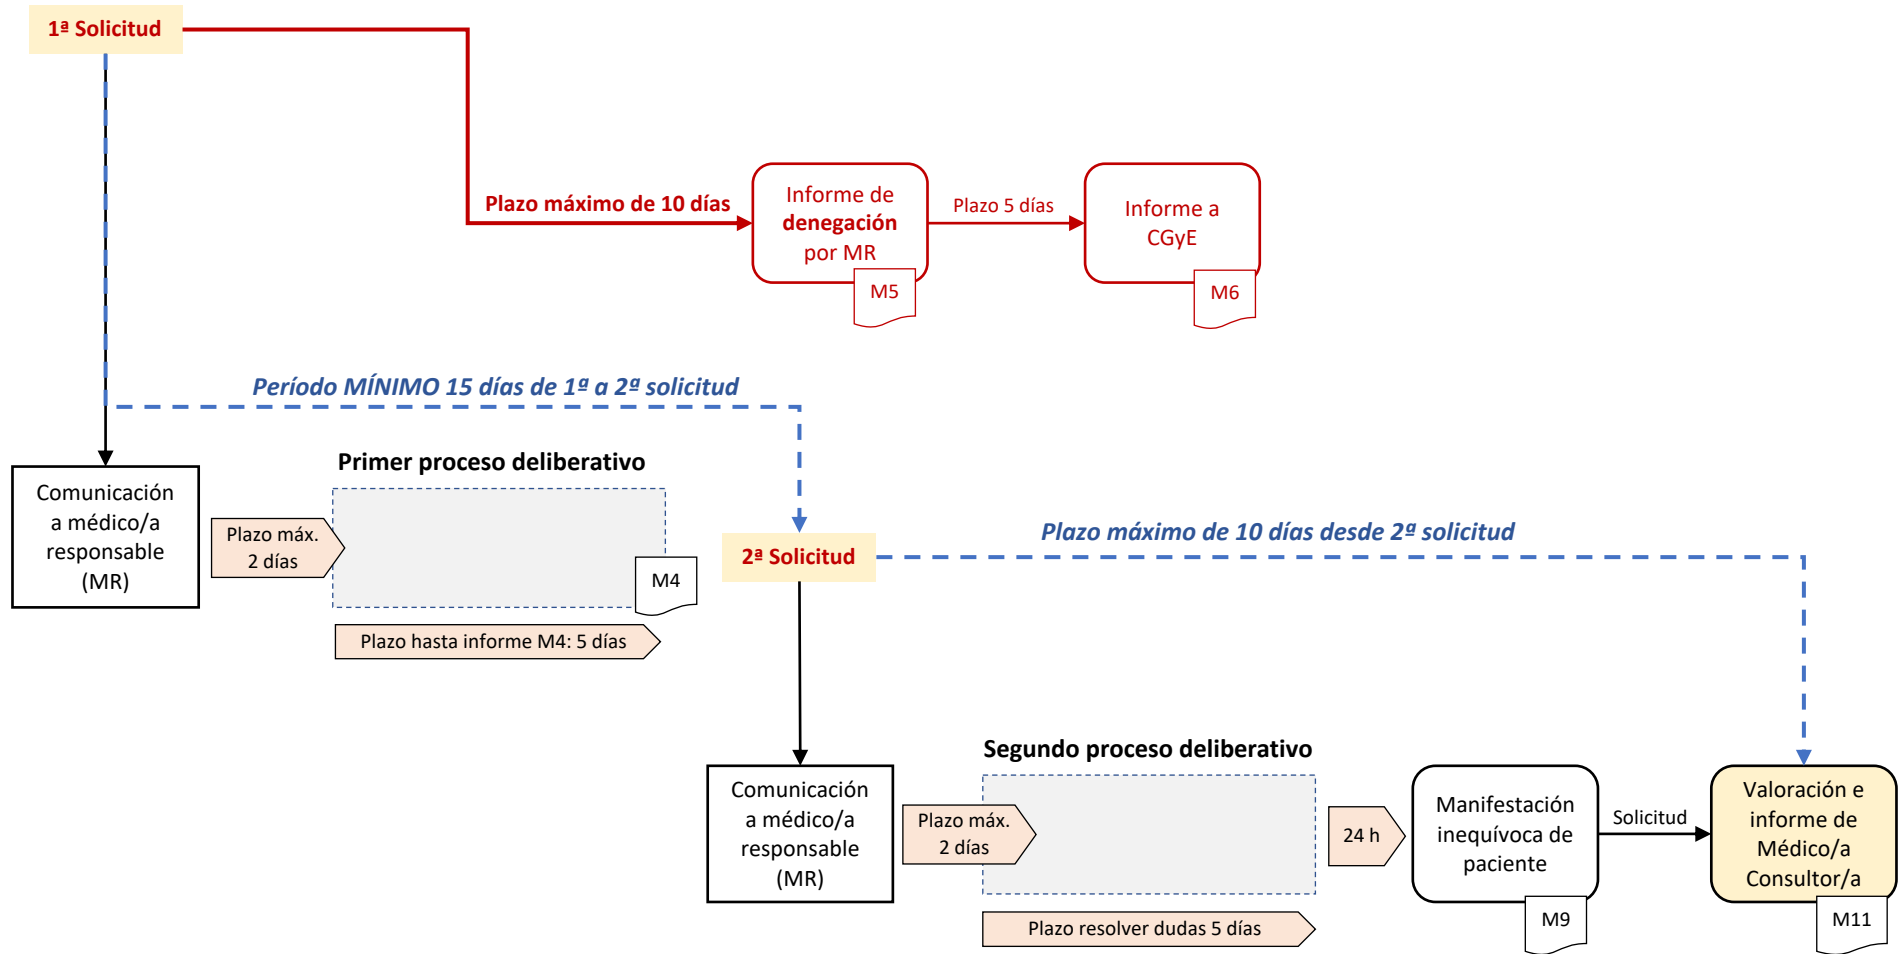 1ª Solicitud
Plazo máximo de 10 días
Informe de
denegación
por MR
M5
Plazo 5 días
Informe a
CGyE
M6
Período MÍNIMO 15 días de 1ª a 2ª solicitud
Comunicación
a médico/a
responsable
(MR)
Plazo máx.
2 días
Primer proceso deliberativo
M4
Plazo hasta informe M4: 5 días
2ª Solicitud
Plazo máximo de 10 días desde 2ª solicitud
Comunicación
a médico/a
responsable
(MR)
Plazo máx.
2 días
Segundo proceso deliberativo
Plazo resolver dudas 5 días
24 h
Manifestación
inequívoca de
paciente
M9
Solicitud
Valoración e
informe de
Médico/a
Consultor/a
M11